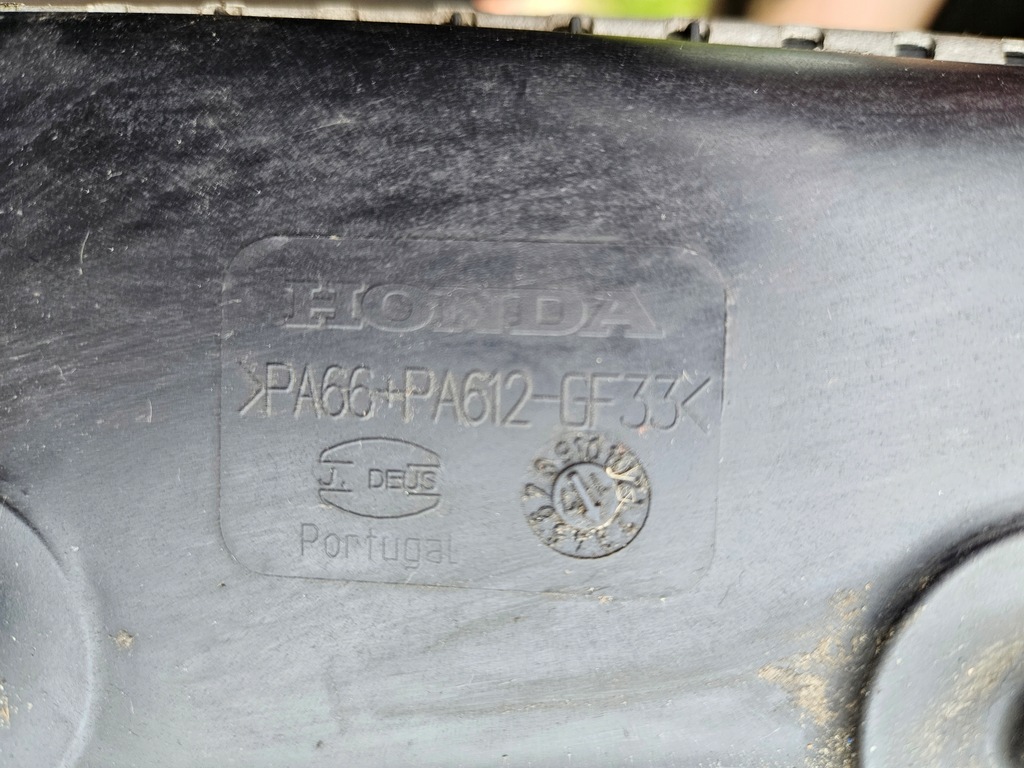 HONDA
>PA66+PA612-GF33<
J. DEUS
Portugal